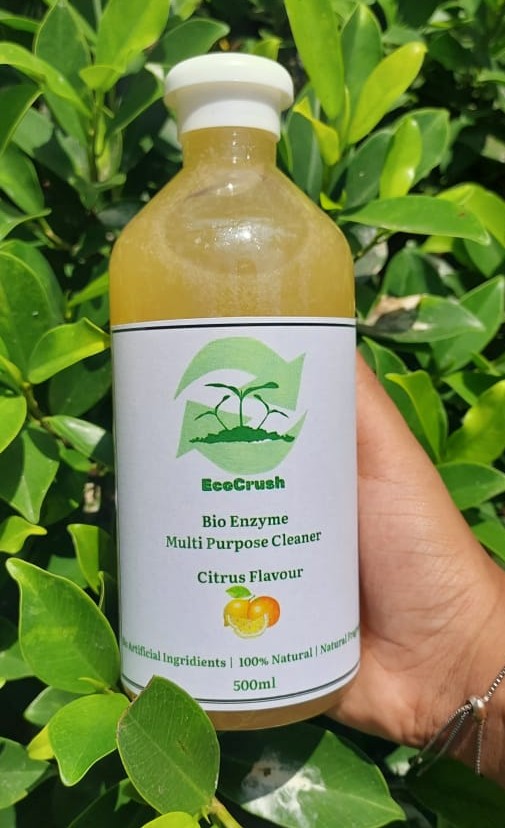 EcoCrush
Bio Enzyme
Multi Purpose Cleaner
Citrus Flavour
Artificial Ingridients | 100% Natural | Natural
500ml